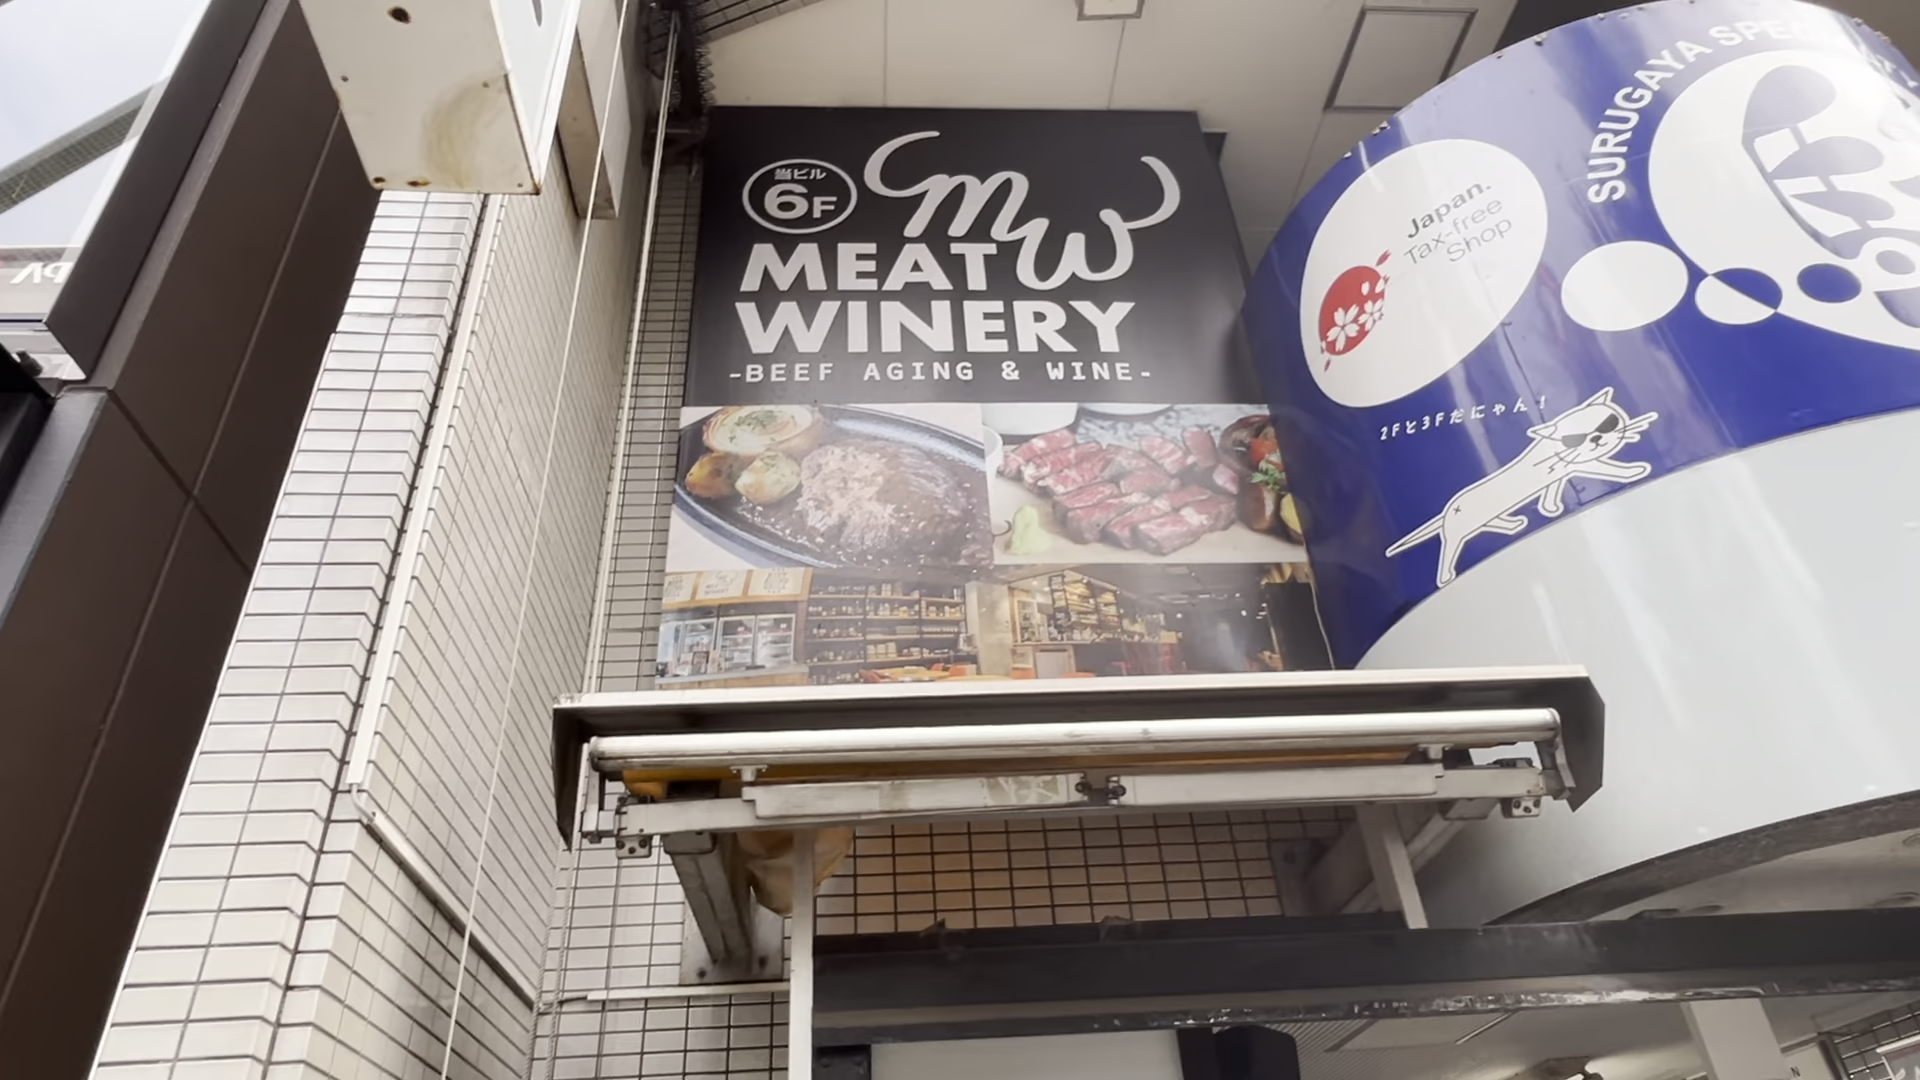 当ビル
6F
mw
MEAT
WINERY
-BEEF AGING & WINE-
SURUGAYA SPE
Japan.
Tax-free
Shop
2Fと3Fだにゃん!